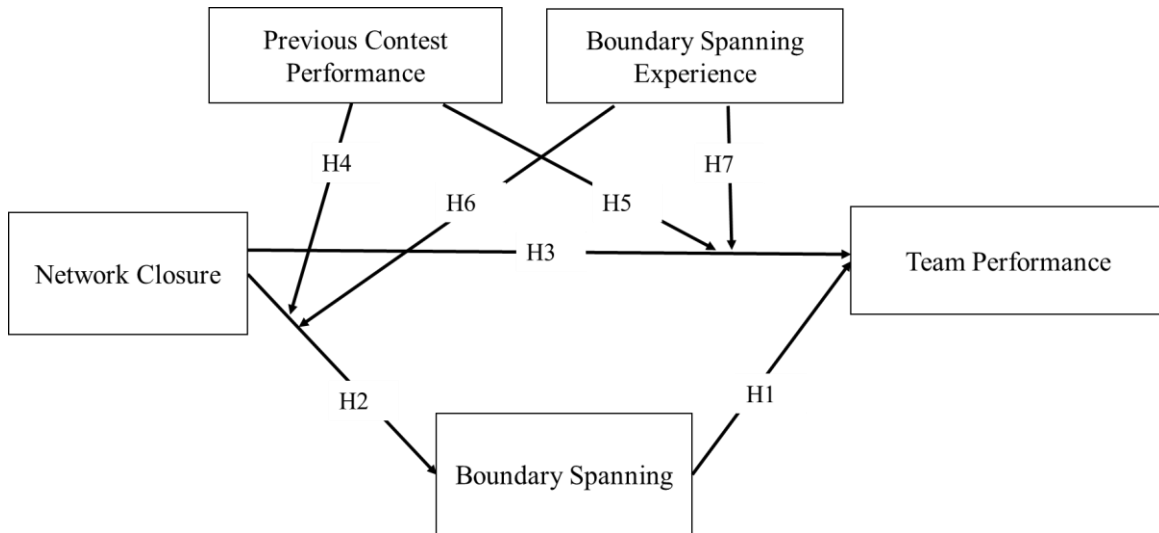 Previous Contest
Performance
Boundary Spanning
Experience
H4
H7
H6
H5
Network Closure
H3
Team Performance
H2
H1
Boundary Spanning